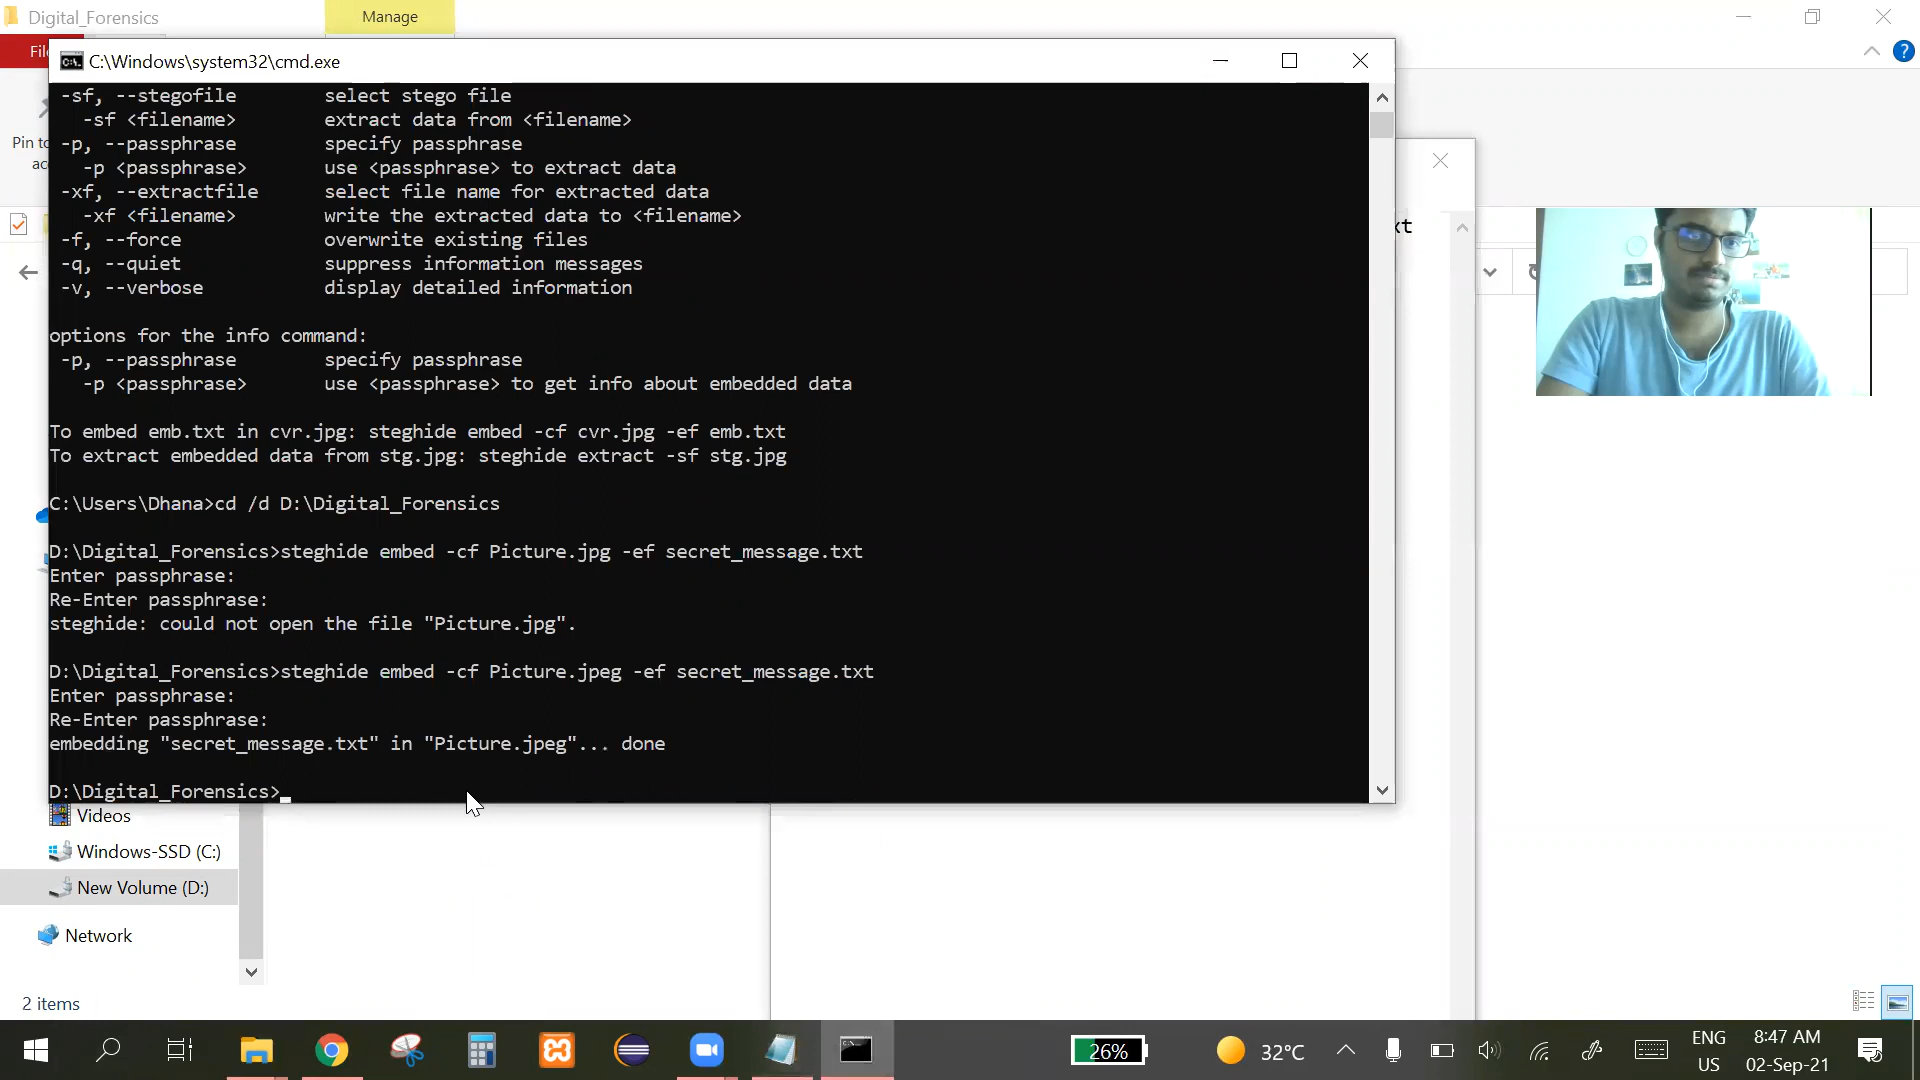 Digital_Forensics
Manage
C:\Windows\system32\cmd.exe
-sf, --stegofile select stego file
-sf <filename> extract data from <filename>
-p, --passphrase specify passphrase
-p <passphrase> use <passphrase> to extract data
-xf, --extractfile select file name for extracted data
-xf <filename> write the extracted data to <filename>
-f, --force overwrite existing files
-q, --quiet suppress information messages
-v, --verbose display detailed information
options for the info command:
-p, --passphrase specify passphrase
-p <passphrase> use <passphrase> to get info about embedded data
To embed emb.txt in cvr.jpg: steghide embed -cf cvr.jpg -ef emb.txt
To extract embedded data from stg.jpg: steghide extract -sf stg.jpg
C:\Users\Dhana>cd /d D:\Digital_Forensics
D:\Digital_Forensics>steghide embed -cf Picture.jpg -ef secret_message.txt
Enter passphrase:
Re-Enter passphrase:
steghide: could not open the file "Picture.jpg".
D:\Digital_Forensics>steghide embed -cf Picture.jpeg -ef secret_message.txt
Enter passphrase:
Re-Enter passphrase:
embedding "secret_message.txt" in "Picture.jpeg"... done
D:\Digital_Forensics>
Pin to
Videos
Windows-SSD (C:)
New Volume (D:)
Network
2 items
26%
32°C
ENG
US
8:47 AM
02-Sep-21